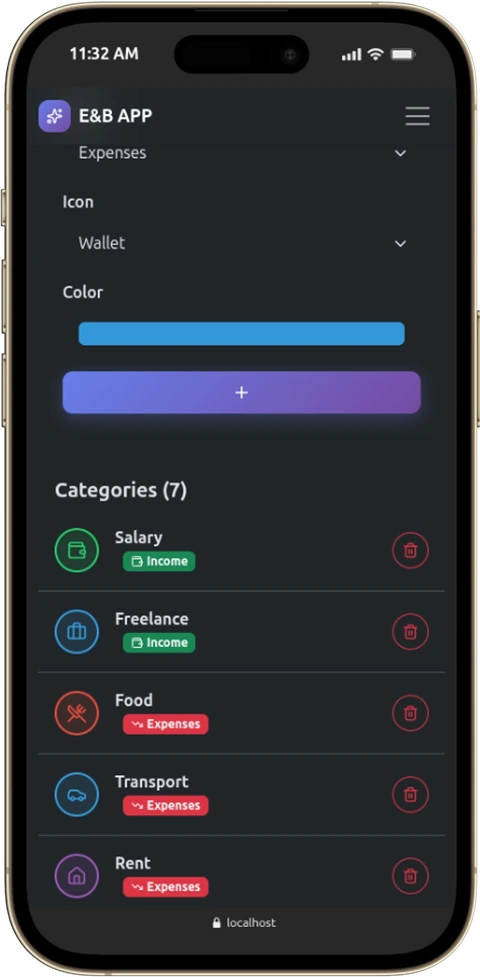 11:32 AM
E&B APP
Expenses
Icon
Wallet
Color
+
Categories (7)
Salary
Income
Freelance
Income
Food
Expenses
Transport
Expenses
Rent
Expenses
localhost